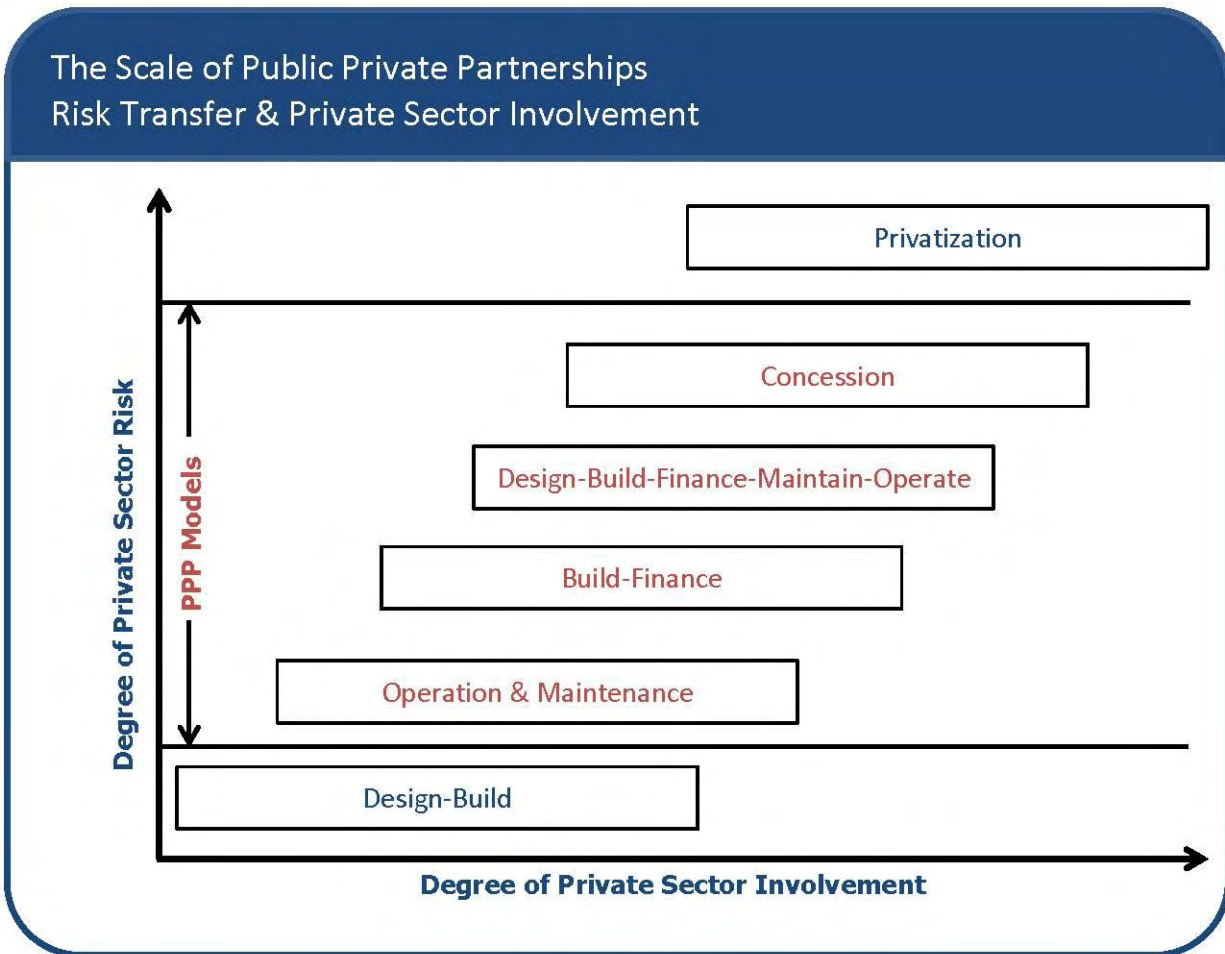 The Scale of Public Private Partnerships
Risk Transfer & Private Sector Involvement
Privatization
Concession
Design-Build-Finance-Maintain-Operate
Build-Finance
Operation & Maintenance
Design-Build
Degree of Private Sector Risk
PPP Models
Degree of Private Sector Involvement